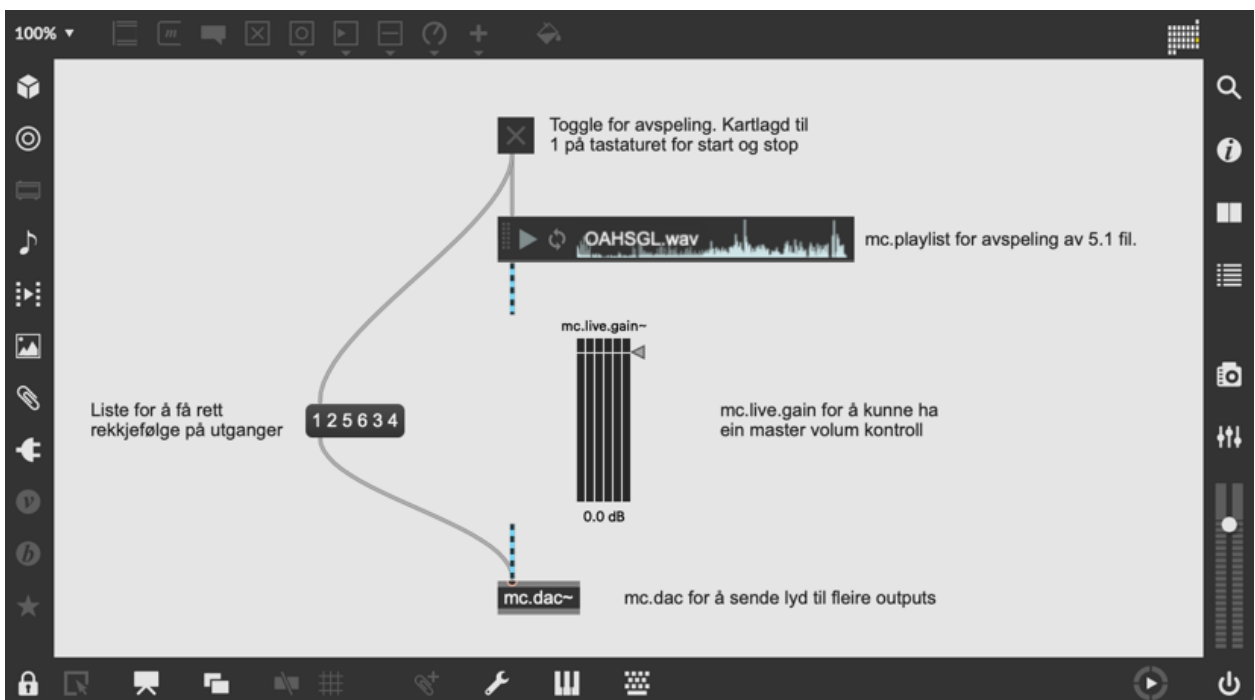 100%
Toggle for avspeling. Kartlagd til
1 på tastaturet for start og stop
OAHSGL.wav
mc.playlist for avspeling av 5.1 fil.
mc.live.gain~
Liste for å få rett
rekkjefølge på utganger
1 2 5 6 3 4
mc.live.gain for å kunne ha
ein master volum kontroll
0.0 dB
mc.dac~
mc.dac for å sende lyd til fleire outputs